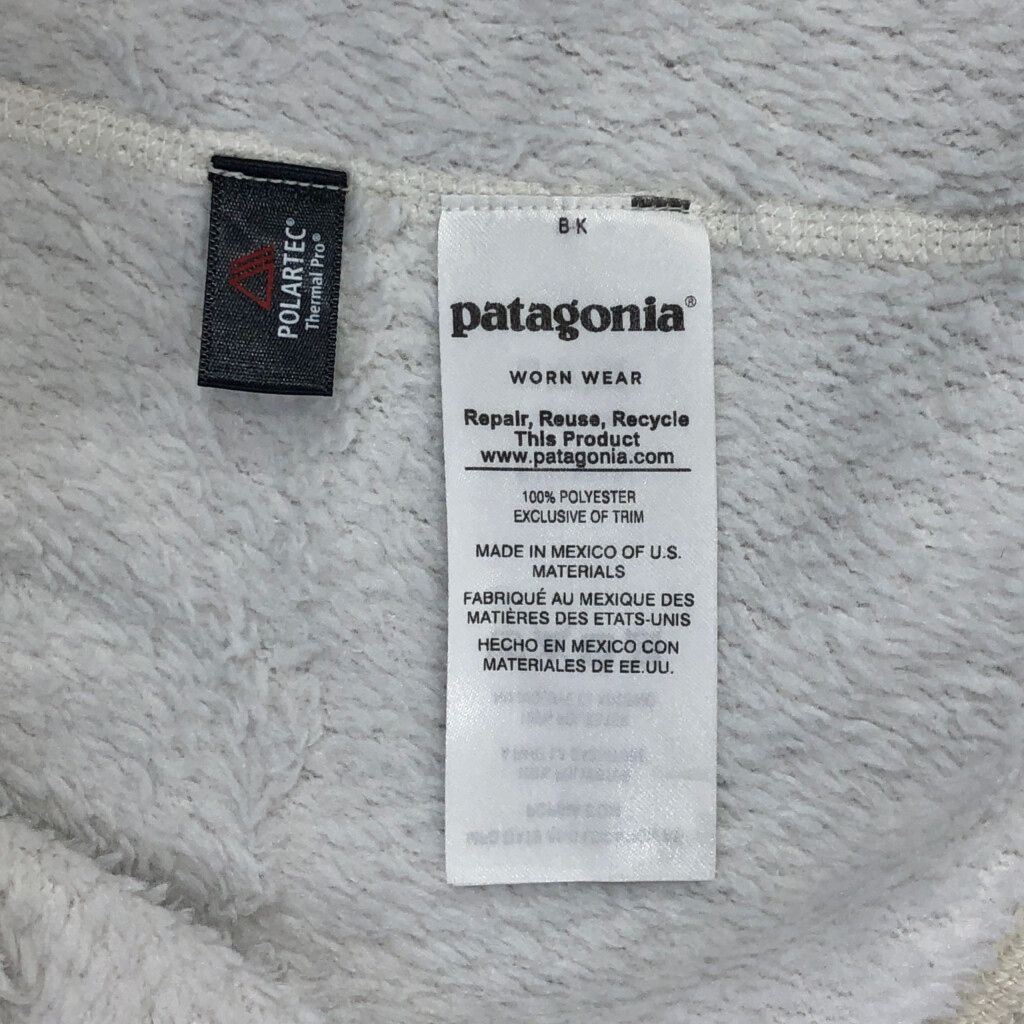 POLARTEC®
Thermal Pro®
B·K
patagonia®
WORN WEAR
Repair, Reuse, Recycle
This Product
www.patagonia.com
100% POLYESTER
EXCLUSIVE OF TRIM
MADE IN MEXICO OF U.S.
MATERIALS
FABRIQUÉ AU MEXIQUE DES
MATIÈRES DES ETATS-UNIS
HECHO EN MEXICO CON
MATERIALES DE EE.UU.